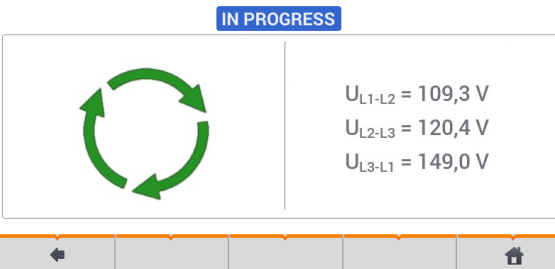 IN PROGRESS
UL1-L2 = 109,3 V
UL2-L3 = 120,4 V
UL3-L1 = 149,0 V